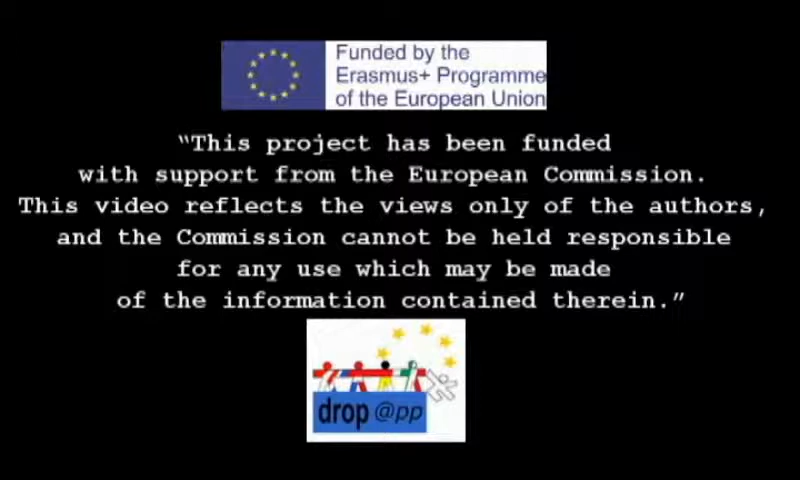 Funded by the
Erasmus+ Programme
of the European Union
“This project has been funded
with support from the European Commission.
This video reflects the views only of the authors,
and the Commission cannot be held responsible
for any use which may be made
of the information contained therein.”
drop @pp